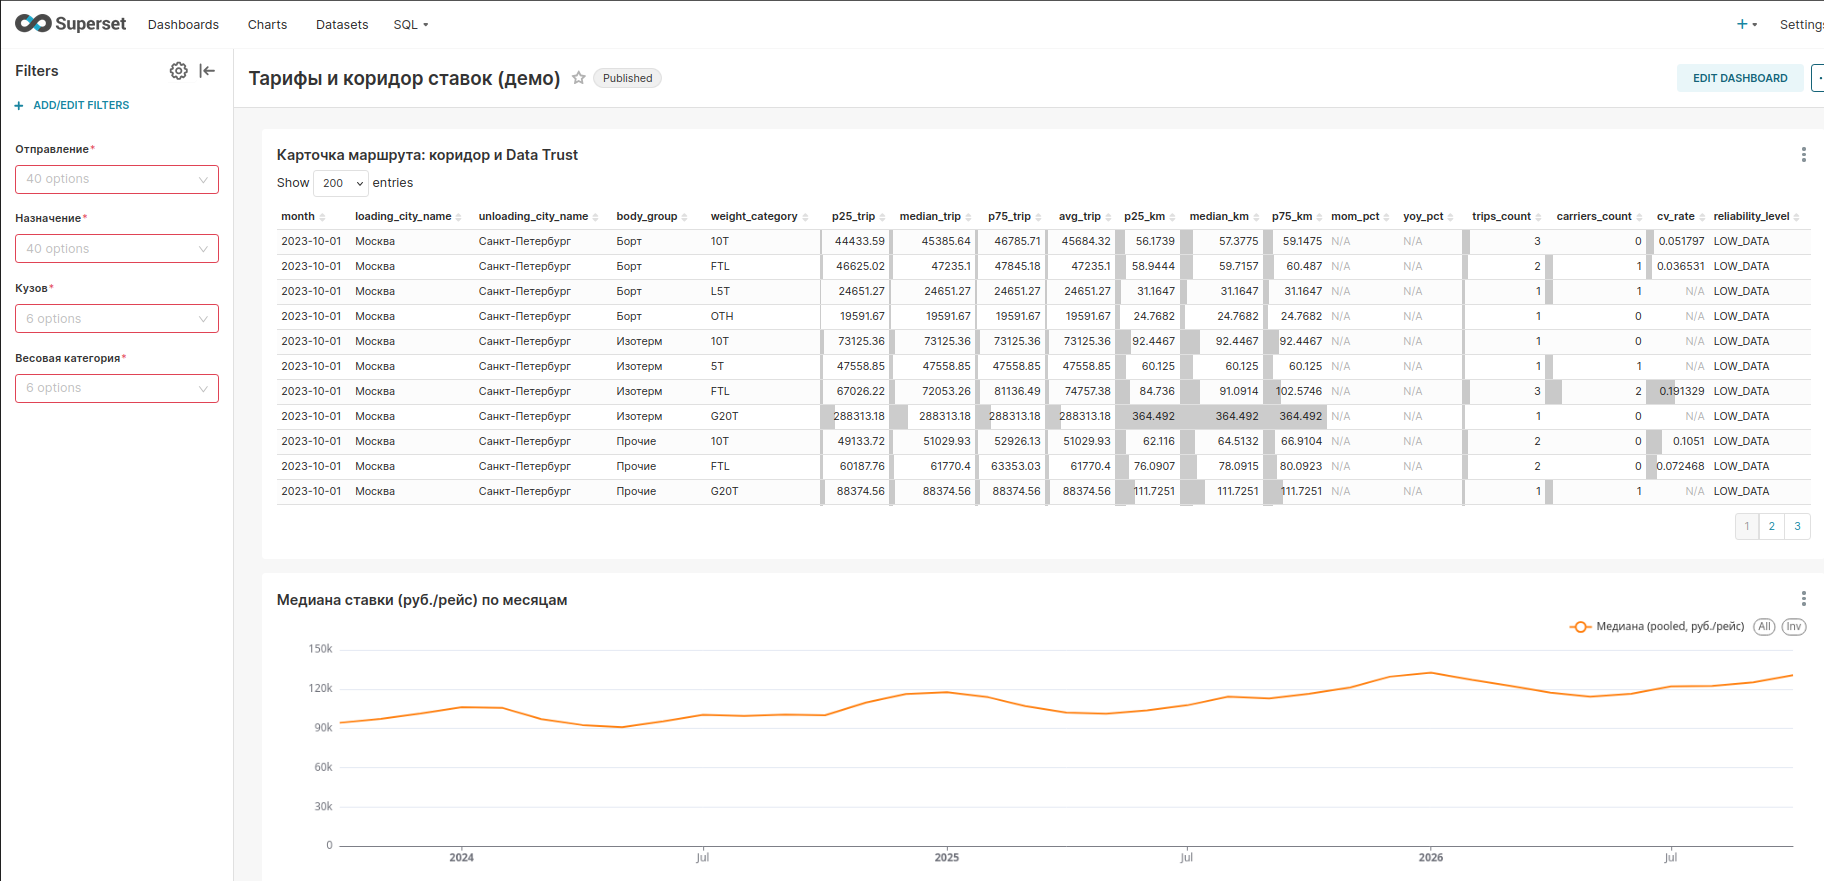 Superset Dashboards Charts Datasets SQL + Settings
Filters
+ ADD/EDIT FILTERS
Отправление*
40 options
Назначение*
40 options
Кузов*
6 options
Весовая категория*
6 options
Тарифы и коридор ставок (демо) Published EDIT DASHBOARD
Карточка маршрута: коридор и Data Trust
Show 200 entries
month loading_city_name unloading_city_name body_group weight_category p25_trip median_trip p75_trip avg_trip p25_km median_km p75_km mom_pct yoy_pct trips_count carriers_count cv_rate reliability_level
2023-10-01 Москва Санкт-Петербург Борт 10T 44433.59 45385.64 46785.71 45684.32 56.1739 57.3775 59.1475 N/A N/A 3 0 0.051797 LOW_DATA
2023-10-01 Москва Санкт-Петербург Борт FTL 46625.02 47235.1 47845.18 47235.1 58.9444 59.7157 60.487 N/A N/A 2 1 0.036531 LOW_DATA
2023-10-01 Москва Санкт-Петербург Борт L5T 24651.27 24651.27 24651.27 24651.27 31.1647 31.1647 31.1647 N/A N/A 1 1 N/A LOW_DATA
2023-10-01 Москва Санкт-Петербург Борт OTH 19591.67 19591.67 19591.67 19591.67 24.7682 24.7682 24.7682 N/A N/A 1 0 N/A LOW_DATA
2023-10-01 Москва Санкт-Петербург Изотерм 10T 73125.36 73125.36 73125.36 73125.36 92.4467 92.4467 92.4467 N/A N/A 1 0 N/A LOW_DATA
2023-10-01 Москва Санкт-Петербург Изотерм 5T 47558.85 47558.85 47558.85 47558.85 60.125 60.125 60.125 N/A N/A 1 1 N/A LOW_DATA
2023-10-01 Москва Санкт-Петербург Изотерм FTL 67026.22 72053.26 81136.49 74757.38 84.736 91.0914 102.5746 N/A N/A 3 2 0.191329 LOW_DATA
2023-10-01 Москва Санкт-Петербург Изотерм G20T 288313.18 288313.18 288313.18 288313.18 364.492 364.492 364.492 N/A N/A 1 0 N/A LOW_DATA
2023-10-01 Москва Санкт-Петербург Прочие 10T 49133.72 51029.93 52926.13 51029.93 62.116 64.5132 66.9104 N/A N/A 2 0 0.1051 LOW_DATA
2023-10-01 Москва Санкт-Петербург Прочие FTL 60187.76 61770.4 63353.03 61770.4 76.0907 78.0915 80.0923 N/A N/A 2 0 0.072468 LOW_DATA
2023-10-01 Москва Санкт-Петербург Прочие G20T 88374.56 88374.56 88374.56 88374.56 111.7251 111.7251 111.7251 N/A N/A 1 1 N/A LOW_DATA
1 2 3
Медиана ставки (руб./рейс) по месяцам
Медиана (pooled, руб./рейс) All Inv
150k
120k
90k
60k
30k
0
2024 Jul 2025 Jul 2026 Jul